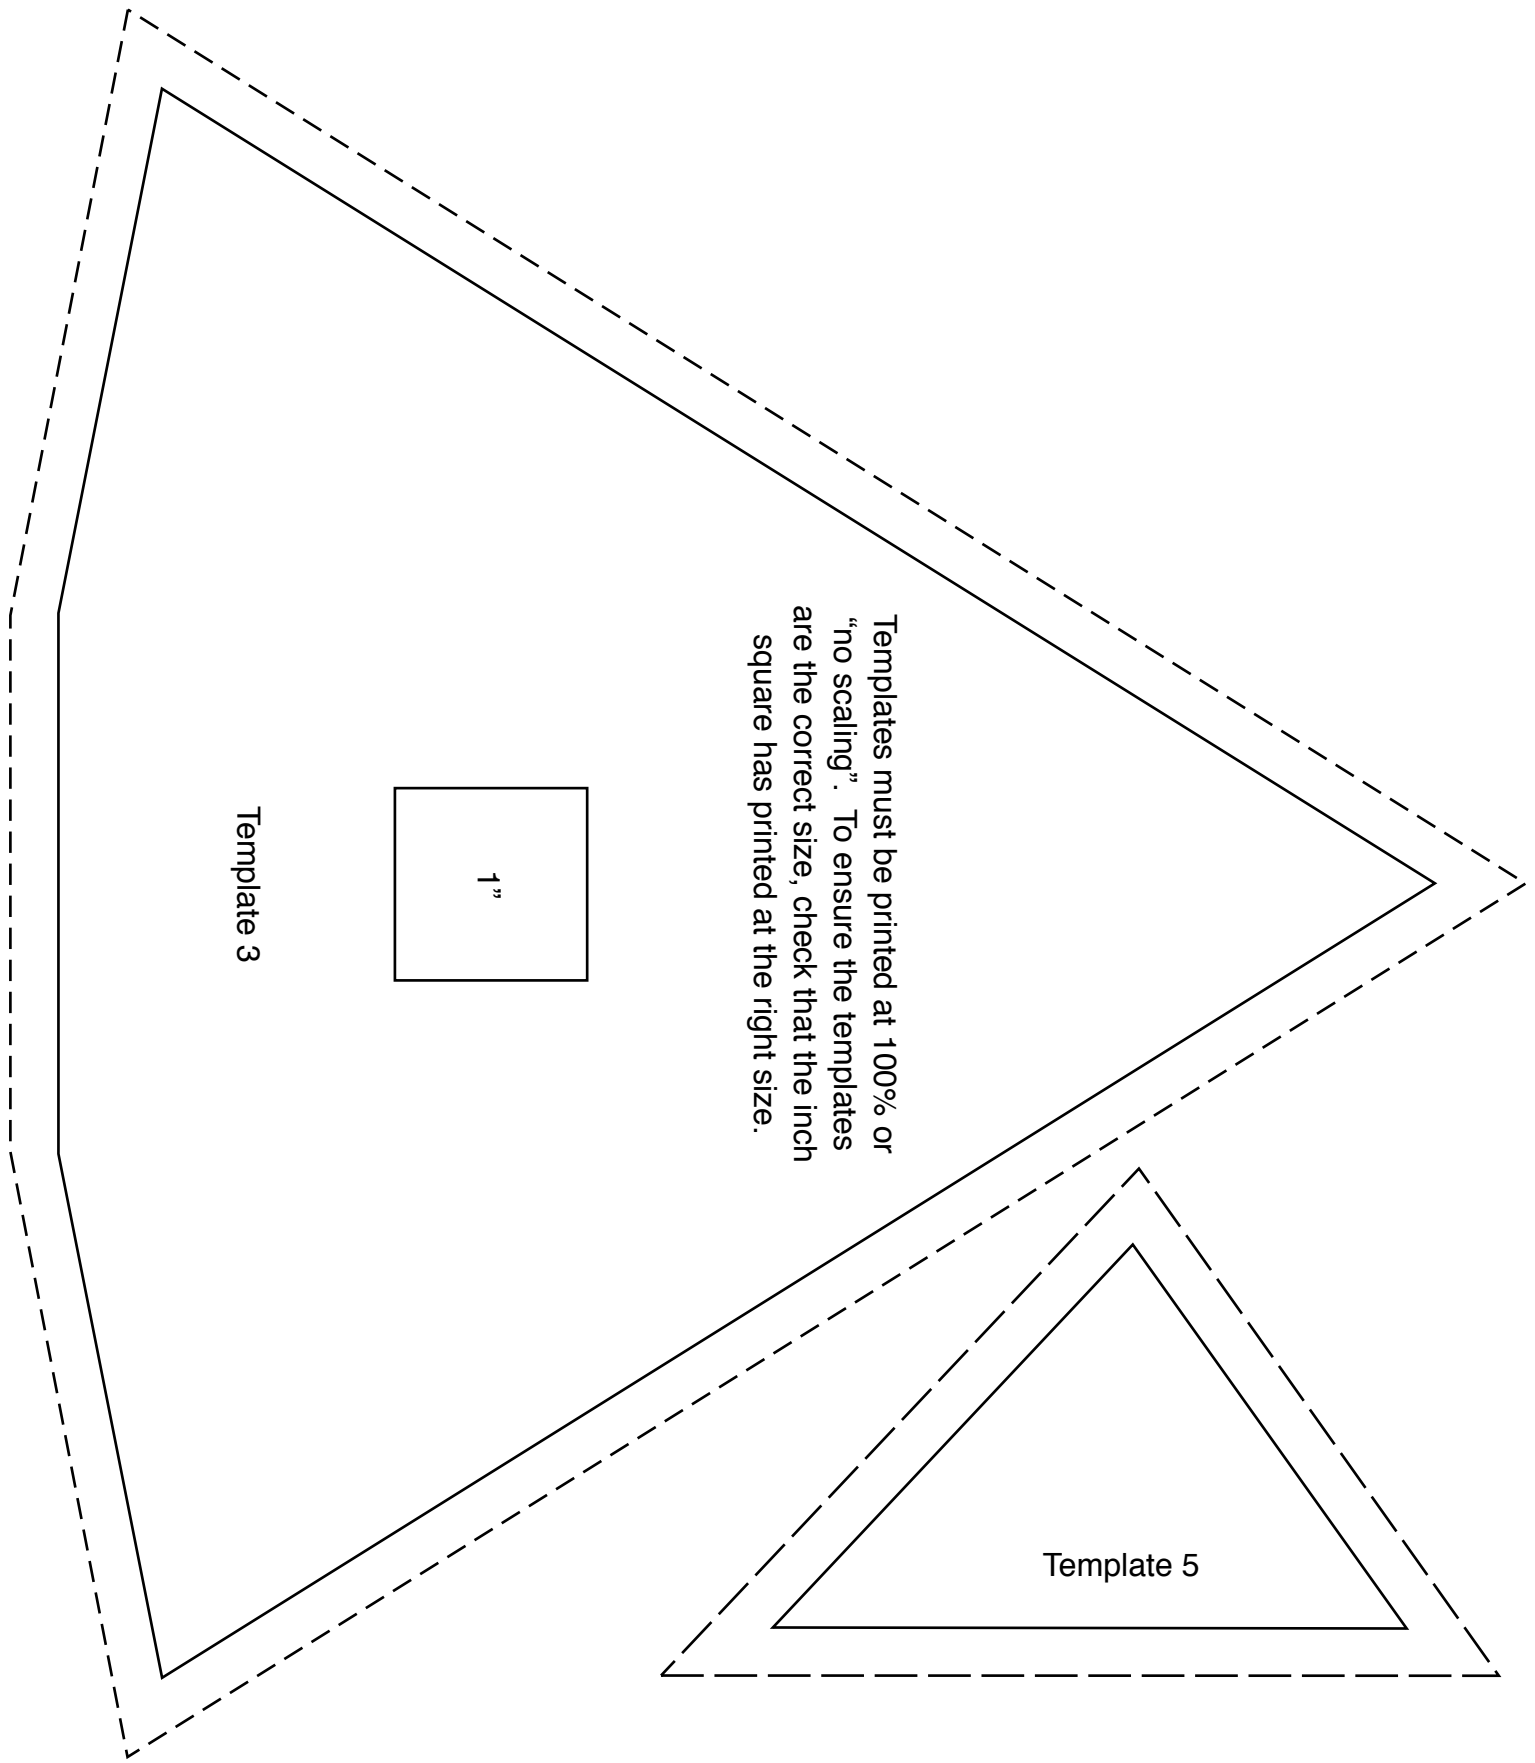 Templates must be printed at 100% or
“no scaling”.  To ensure the templates
are the correct size, check that the inch
square has printed at the right size.
1”
Template 3
Template 5